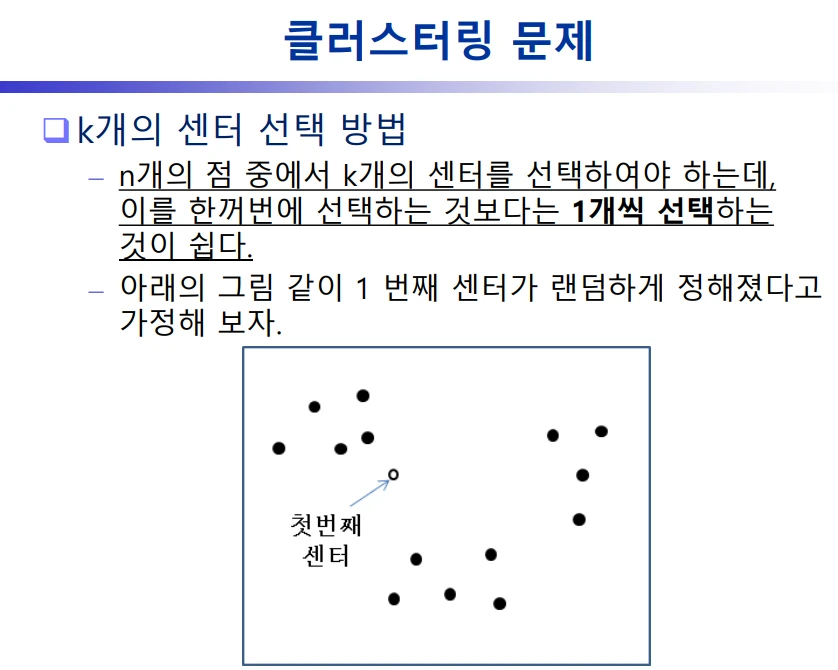 클러스터링 문제
k개의 센터 선택 방법
– n개의 점 중에서 k개의 센터를 선택하여야 하는데,
이를 한꺼번에 선택하는 것보다는 1개씩 선택하는
것이 쉽다.
– 아래의 그림 같이 1 번째 센터가 랜덤하게 정해졌다고
가정해 보자.
첫번째
센터